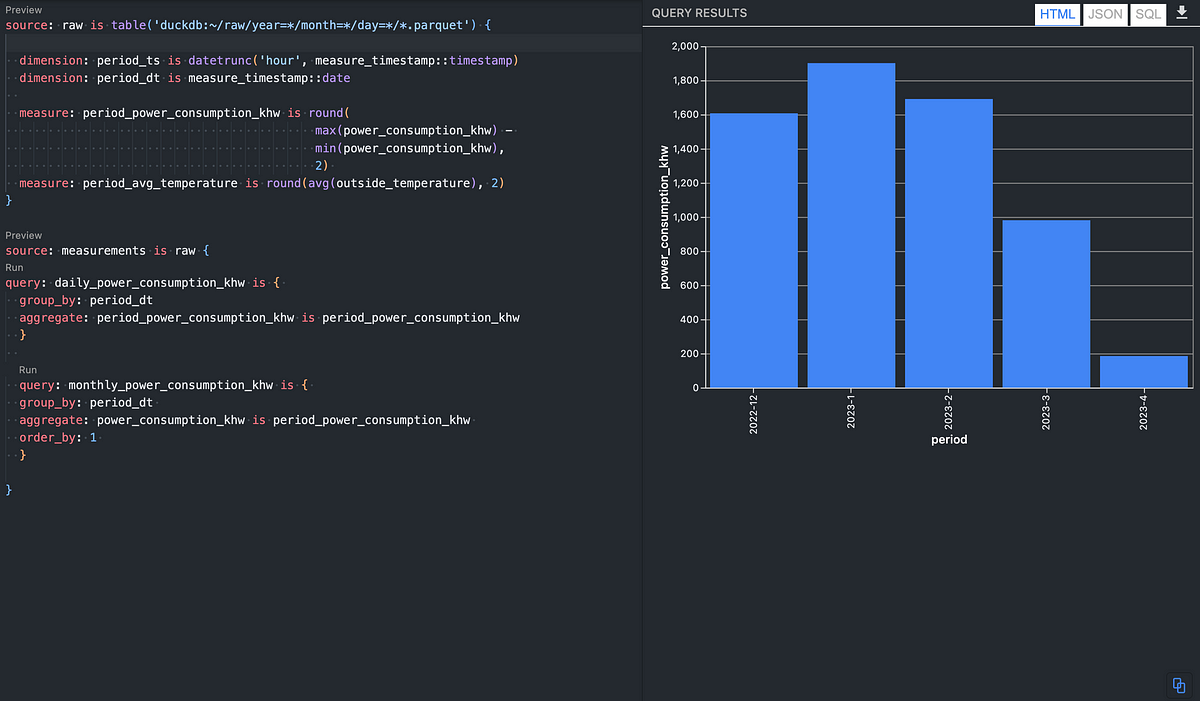 Preview
source: raw is table('duckdb:~/raw/year=*/month=*/day=*/*.parquet') {
dimension: period_ts is datetrunc('hour', measure_timestamp::timestamp)
dimension: period_dt is measure_timestamp::date
measure: period_power_consumption_khw is round(
max(power_consumption_khw) −
min(power_consumption_khw),
2)
measure: period_avg_temperature is round(avg(outside_temperature), 2)
}
Preview
source: measurements is raw {
Run
query: daily_power_consumption_khw is {
group_by: period_dt
aggregate: period_power_consumption_khw is period_power_consumption_khw
}
Run
query: monthly_power_consumption_khw is {
group_by: period_dt
aggregate: power_consumption_khw is period_power_consumption_khw
order_by: 1
}
}
QUERY RESULTS
HTML JSON SQL
2,000
1,800
1,600
1,400
1,200
1,000
800
600
400
200
0
power_consumption_khw
2022-12
2023-1
2023-2
2023-3
2023-4
period